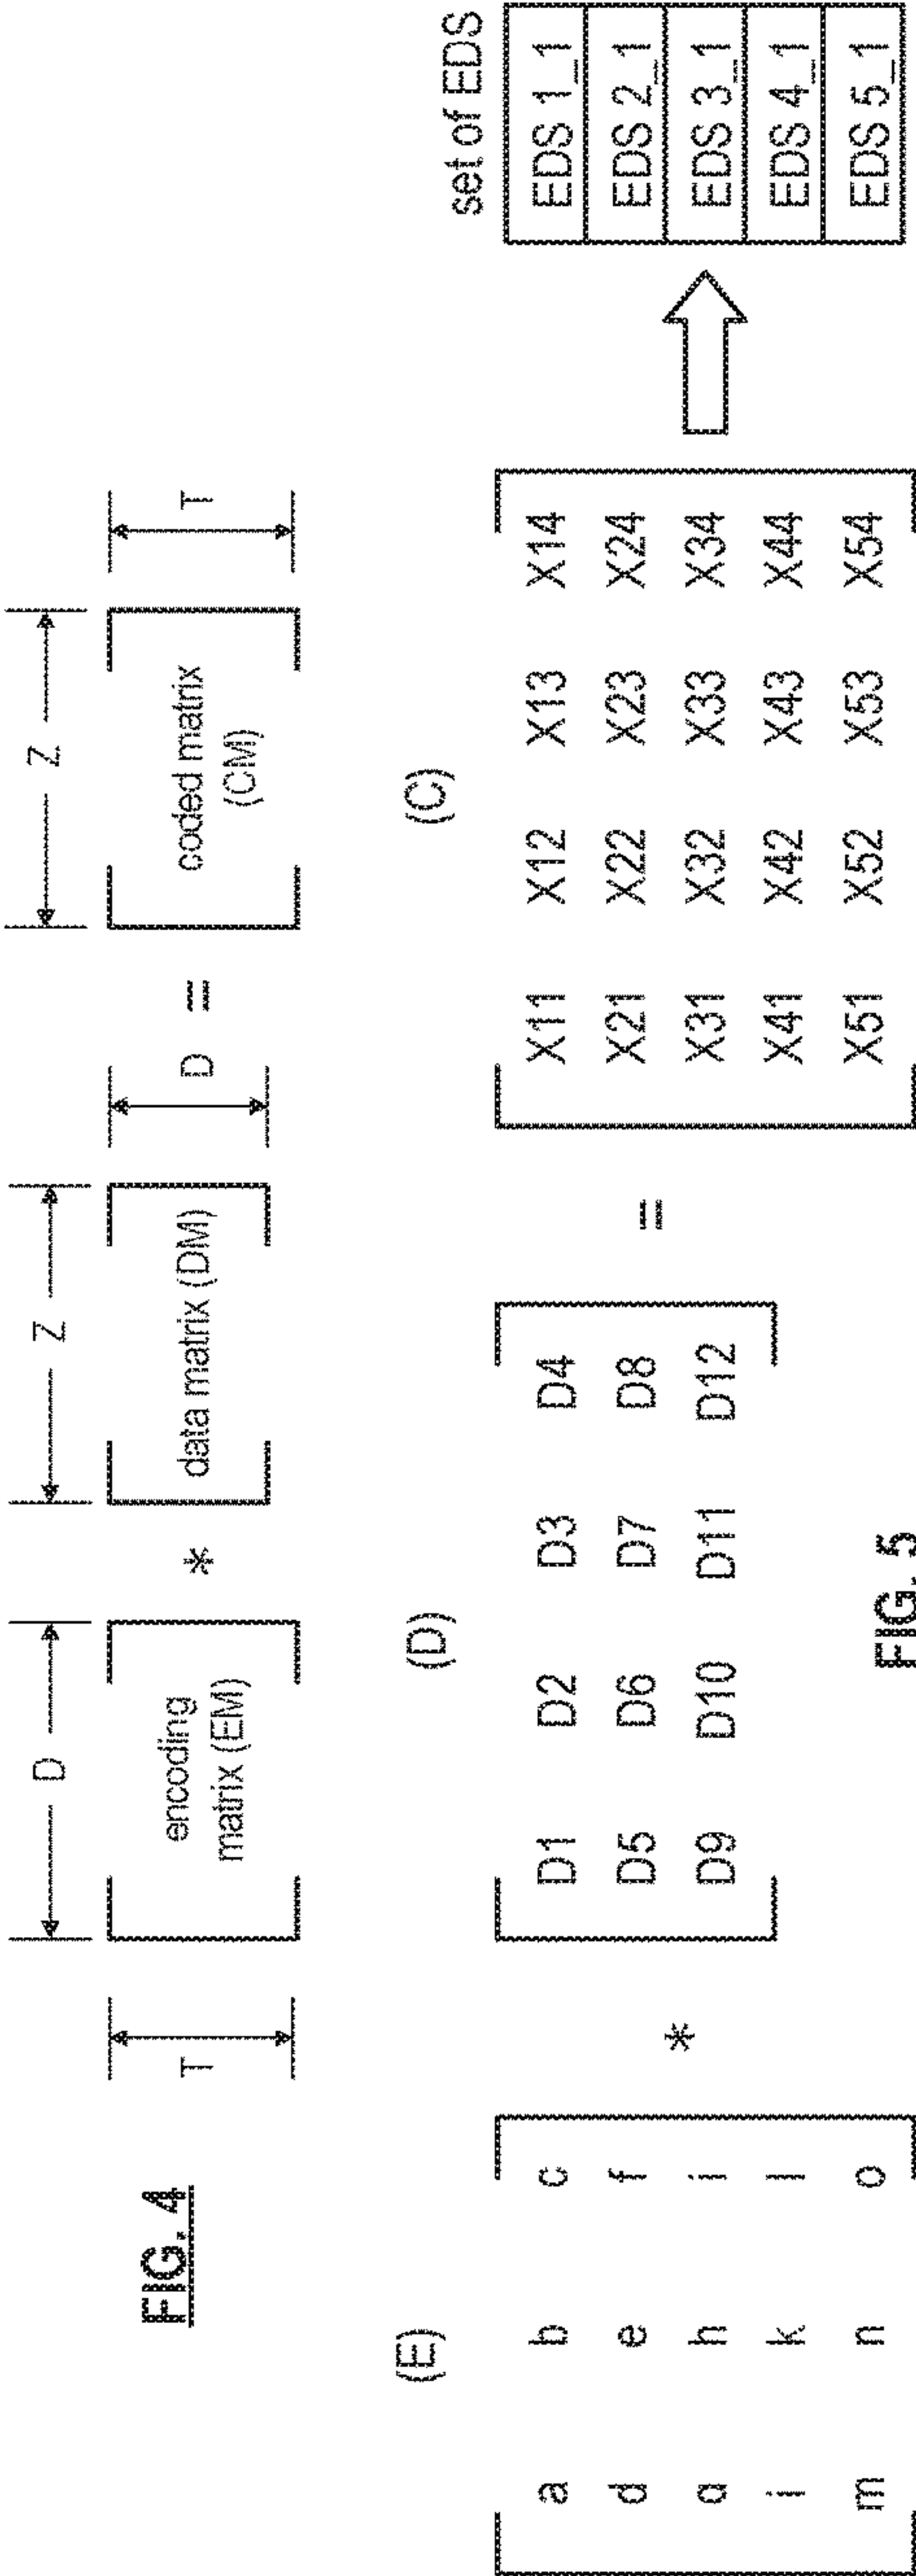 D
Z
Z
T
encoding
matrix (EM)
*
data matrix (DM)
D
=
coded matrix
(CM)
T
FIG. 4
(E)
(D)
(C)
set of EDS
a b c
d e f
g h i
j k l
m n o
*
D1 D2 D3 D4
D5 D6 D7 D8
D9 D10 D11 D12
=
X11 X12 X13 X14
X21 X22 X23 X24
X31 X32 X33 X34
X41 X42 X43 X44
X51 X52 X53 X54
EDS 1_1
EDS 2_1
EDS 3_1
EDS 4_1
EDS 5_1
FIG. 5